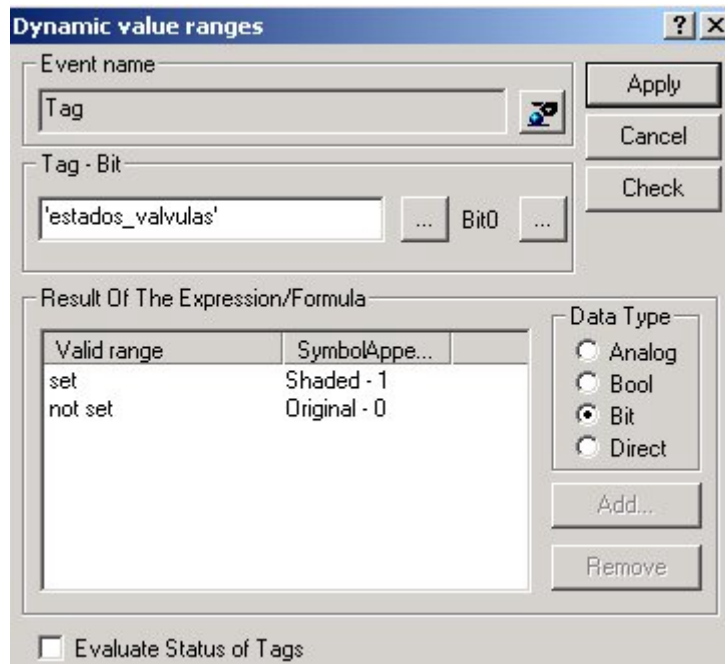 Dynamic value ranges
Event name
Tag
Apply
Cancel
Check
Tag - Bit
'estados_valvulas'
...
Bit0
...
Result Of The Expression/Formula
Valid range SymbolAppe...
set Shaded - 1
not set Original - 0
Data Type
Analog
Bool
Bit
Direct
Add...
Remove
Evaluate Status of Tags